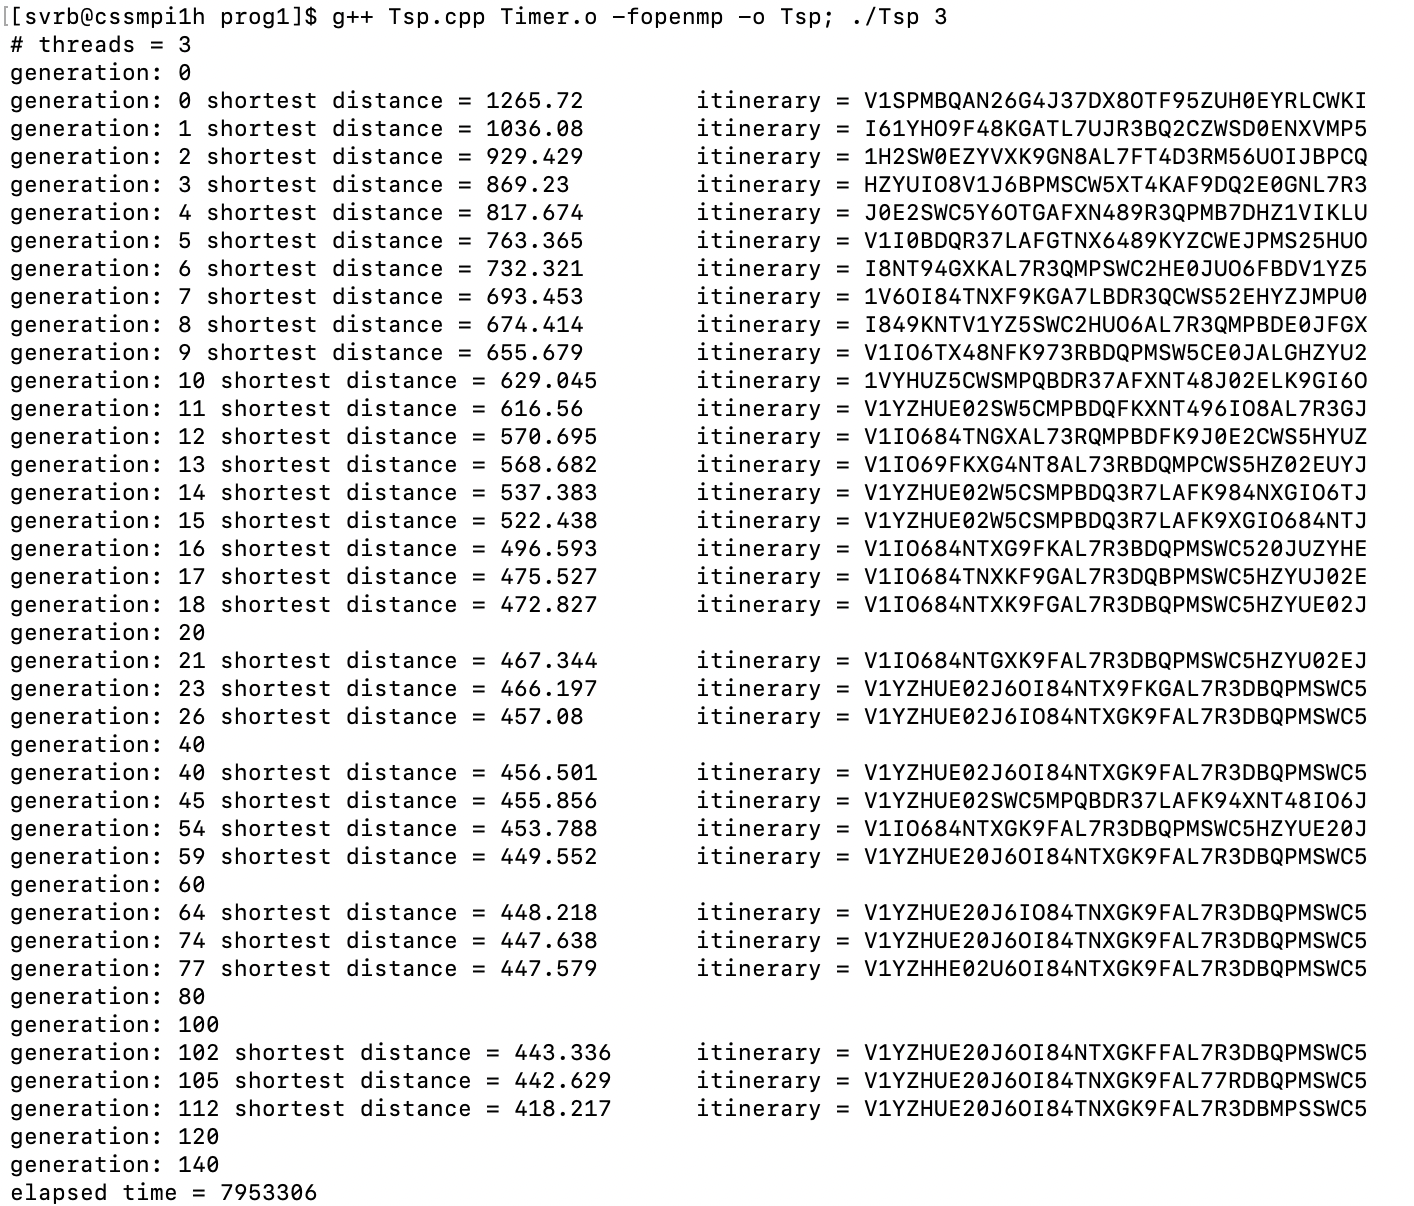 [[svrb@cssmpi1h prog1]$ g++ Tsp.cpp Timer.o -fopenmp -o Tsp; ./Tsp 3
# threads = 3
generation: 0
generation: 0 shortest distance = 1265.72 itinerary = V1SPMBQAN26G4J37DX8OTF95ZUH0EYRLCWKI
generation: 1 shortest distance = 1036.08 itinerary = I61YHO9F48KGATL7UJR3BQ2CZWSD0ENXVMP5
generation: 2 shortest distance = 929.429 itinerary = 1H2SW0EZYVXK9GN8AL7FT4D3RM56UOIJBPCQ
generation: 3 shortest distance = 869.23 itinerary = HZYUIO8V1J6BPMSCW5XT4KAF9DQ2E0GNL7R3
generation: 4 shortest distance = 817.674 itinerary = J0E2SWC5Y6OTGAFXN489R3QPMB7DHZ1VIKLU
generation: 5 shortest distance = 763.365 itinerary = V1I0BDQR37LAFGTNX6489KYZCWEJPMS25HUO
generation: 6 shortest distance = 732.321 itinerary = I8NT94GXKAL7R3QMPSWC2HE0JUO6FBDV1YZ5
generation: 7 shortest distance = 693.453 itinerary = 1V6OI84TNXF9KGA7LBDR3QCWS52EHYZJMPU0
generation: 8 shortest distance = 674.414 itinerary = I849KNTV1YZ5SWC2HUO6AL7R3QMPBDE0JFGX
generation: 9 shortest distance = 655.679 itinerary = V1IO6TX48NFK973RBDQPMSW5CE0JALGHZYU2
generation: 10 shortest distance = 629.045 itinerary = 1VYHUZ5CWSMPQBDR37AFXNT48J02ELK9GI6O
generation: 11 shortest distance = 616.56 itinerary = V1YZHUE02SW5CMPBDQFKXNT496IO8AL7R3GJ
generation: 12 shortest distance = 570.695 itinerary = V1IO684TNGXAL73RQMPBDFK9J0E2CWS5HYUZ
generation: 13 shortest distance = 568.682 itinerary = V1IO69FKXG4NT8AL73RBDQMPCWS5HZ02EUYJ
generation: 14 shortest distance = 537.383 itinerary = V1YZHUE02W5CSMPBDQ3R7LAFK984NXGIO6TJ
generation: 15 shortest distance = 522.438 itinerary = V1YZHUE02W5CSMPBDQ3R7LAFK9XGIO684NTJ
generation: 16 shortest distance = 496.593 itinerary = V1IO684NTXG9FKAL7R3BDQPMSWC520JUZYHE
generation: 17 shortest distance = 475.527 itinerary = V1IO684TNXKF9GAL7R3DQBPMSWC5HZYUJ02E
generation: 18 shortest distance = 472.827 itinerary = V1IO684NTXK9FGAL7R3DBQPMSWC5HZYUE02J
generation: 20
generation: 21 shortest distance = 467.344 itinerary = V1IO684NTGXK9FAL7R3DBQPMSWC5HZYU02EJ
generation: 23 shortest distance = 466.197 itinerary = V1YZHUE02J6OI84NTX9FKGAL7R3DBQPMSWC5
generation: 26 shortest distance = 457.08 itinerary = V1YZHUE02J6IO84NTXGK9FAL7R3DBQPMSWC5
generation: 40
generation: 40 shortest distance = 456.501 itinerary = V1YZHUE02J6OI84NTXGK9FAL7R3DBQPMSWC5
generation: 45 shortest distance = 455.856 itinerary = V1YZHUE02SWC5MPQBDR37LAFK94XNT48IO6J
generation: 54 shortest distance = 453.788 itinerary = V1IO684NTXGK9FAL7R3DBQPMSWC5HZYUE20J
generation: 59 shortest distance = 449.552 itinerary = V1YZHUE20J6OI84NTXGK9FAL7R3DBQPMSWC5
generation: 60
generation: 64 shortest distance = 448.218 itinerary = V1YZHUE20J6IO84TNXGK9FAL7R3DBQPMSWC5
generation: 74 shortest distance = 447.638 itinerary = V1YZHUE20J6OI84TNXGK9FAL7R3DBQPMSWC5
generation: 77 shortest distance = 447.579 itinerary = V1YZHHE02U6OI84NTXGK9FAL7R3DBQPMSWC5
generation: 80
generation: 100
generation: 102 shortest distance = 443.336 itinerary = V1YZHUE20J6OI84NTXGKFFAL7R3DBQPMSWC5
generation: 105 shortest distance = 442.629 itinerary = V1YZHUE20J6OI84TNXGK9FAL77RDBQPMSWC5
generation: 112 shortest distance = 418.217 itinerary = V1YZHUE20J6OI84TNXGK9FAL7R3DBMPSSWC5
generation: 120
generation: 140
elapsed time = 7953306